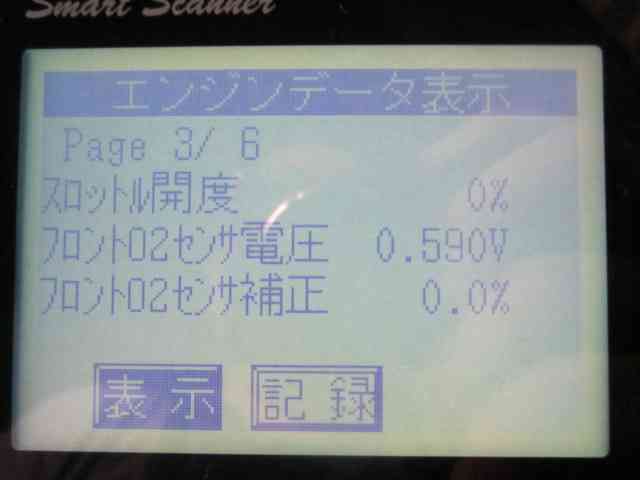 Smart Scanner
エンジンデータ表示
Page 3/ 6
スロットル開度 0%
フロントO2センサ電圧 0.590V
フロントO2センサ補正 0.0%
表示 記録